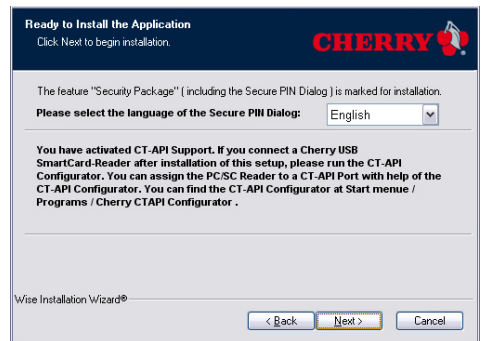 Ready to Install the Application
Click Next to begin installation.
CHERRY
The feature "Security Package" ( including the Secure PIN Dialog ) is marked for installation.
Please select the language of the Secure PIN Dialog:
English
You have activated CT-API Support. If you connect a Cherry USB
SmartCard-Reader after installation of this setup, please run the CT-API
Configurator. You can assign the PC/SC Reader to a CT-API Port with help of the
CT-API Configurator. You can find the CT-API Configurator at Start menue /
Programs / Cherry CTAPI Configurator .
Wise Installation Wizard®
< Back
Next >
Cancel